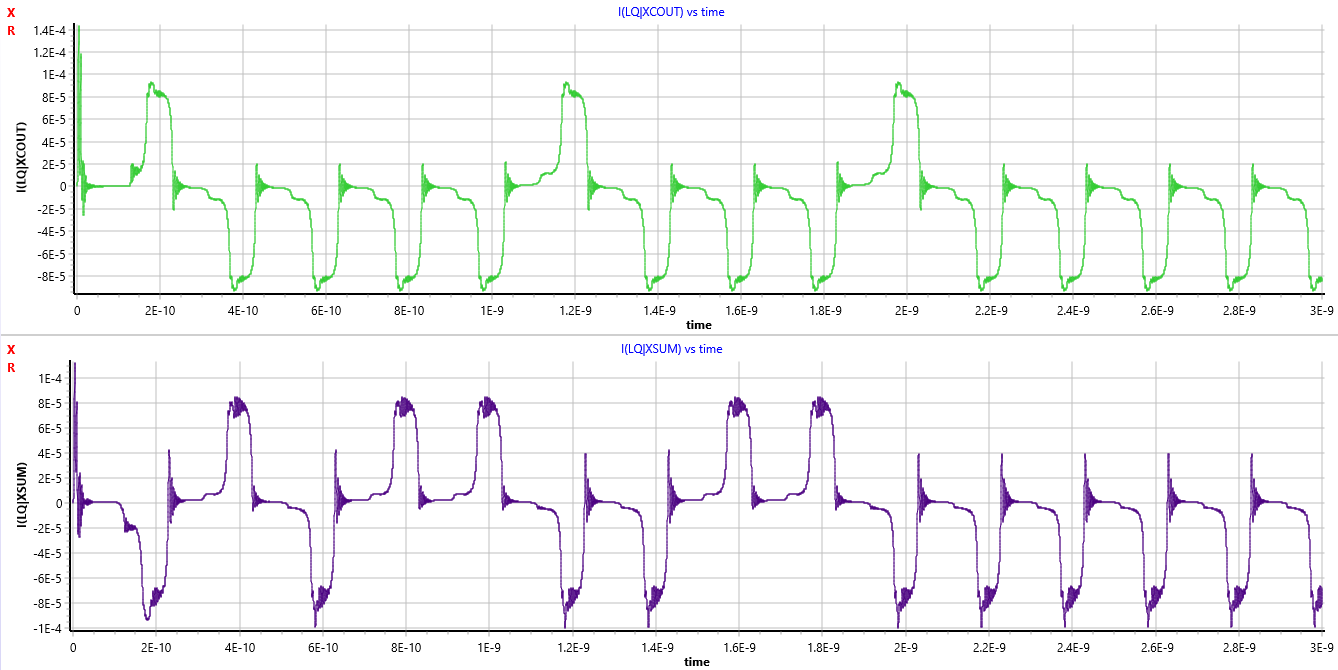 X
R
I(LQ|XCOUT) vs time
I(LQ|XCOUT)
1.4E-4
1.2E-4
1E-4
8E-5
6E-5
4E-5
2E-5
0
-2E-5
-4E-5
-6E-5
-8E-5
0 2E-10 4E-10 6E-10 8E-10 1E-9 1.2E-9 1.4E-9 1.6E-9 1.8E-9 2E-9 2.2E-9 2.4E-9 2.6E-9 2.8E-9 3E-9
time
X
R
I(LQ|XSUM) vs time
I(LQ|XSUM)
1E-4
8E-5
6E-5
4E-5
2E-5
0
-2E-5
-4E-5
-6E-5
-8E-5
-1E-4
0 2E-10 4E-10 6E-10 8E-10 1E-9 1.2E-9 1.4E-9 1.6E-9 1.8E-9 2E-9 2.2E-9 2.4E-9 2.6E-9 2.8E-9 3E-9
time